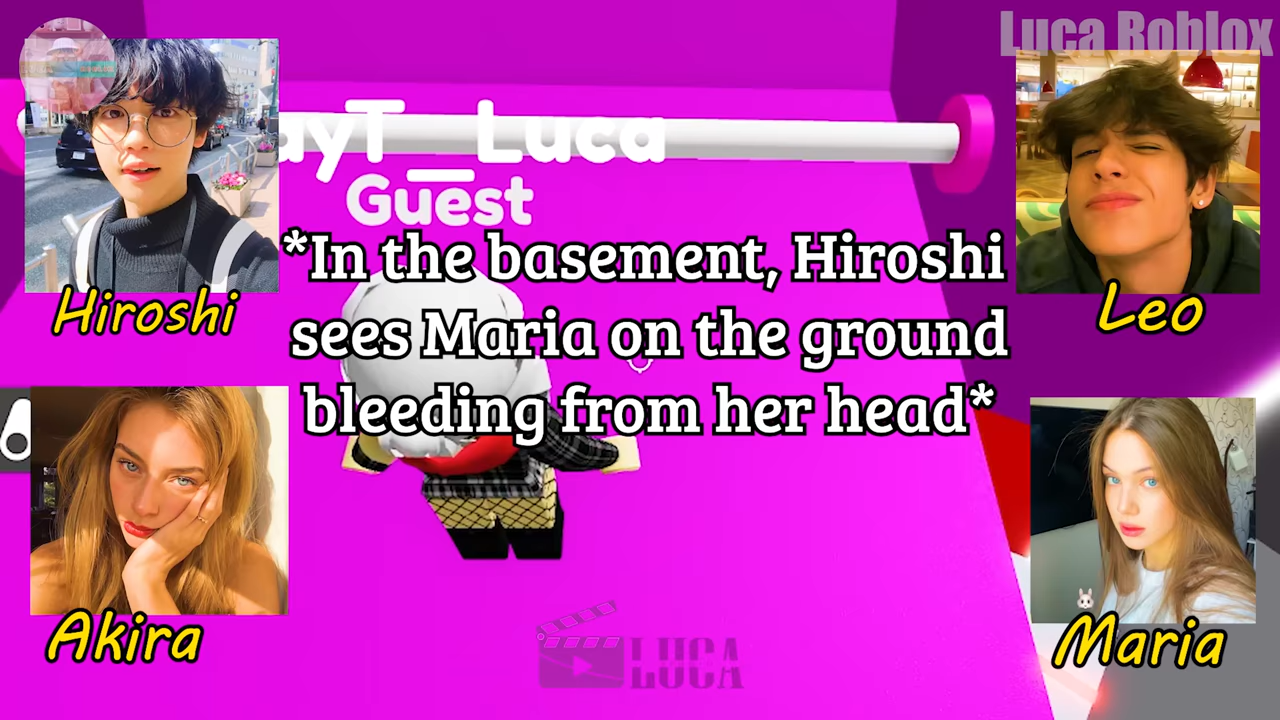 Luca Roblox
ayT__Luca
Guest
*In the basement, Hiroshi
sees Maria on the ground
bleeding from her head*
Hiroshi
Leo
Akira
Maria
LUCA